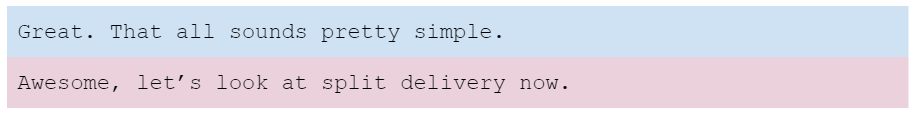 Great. That all sounds pretty simple.
Awesome, let’s look at split delivery now.